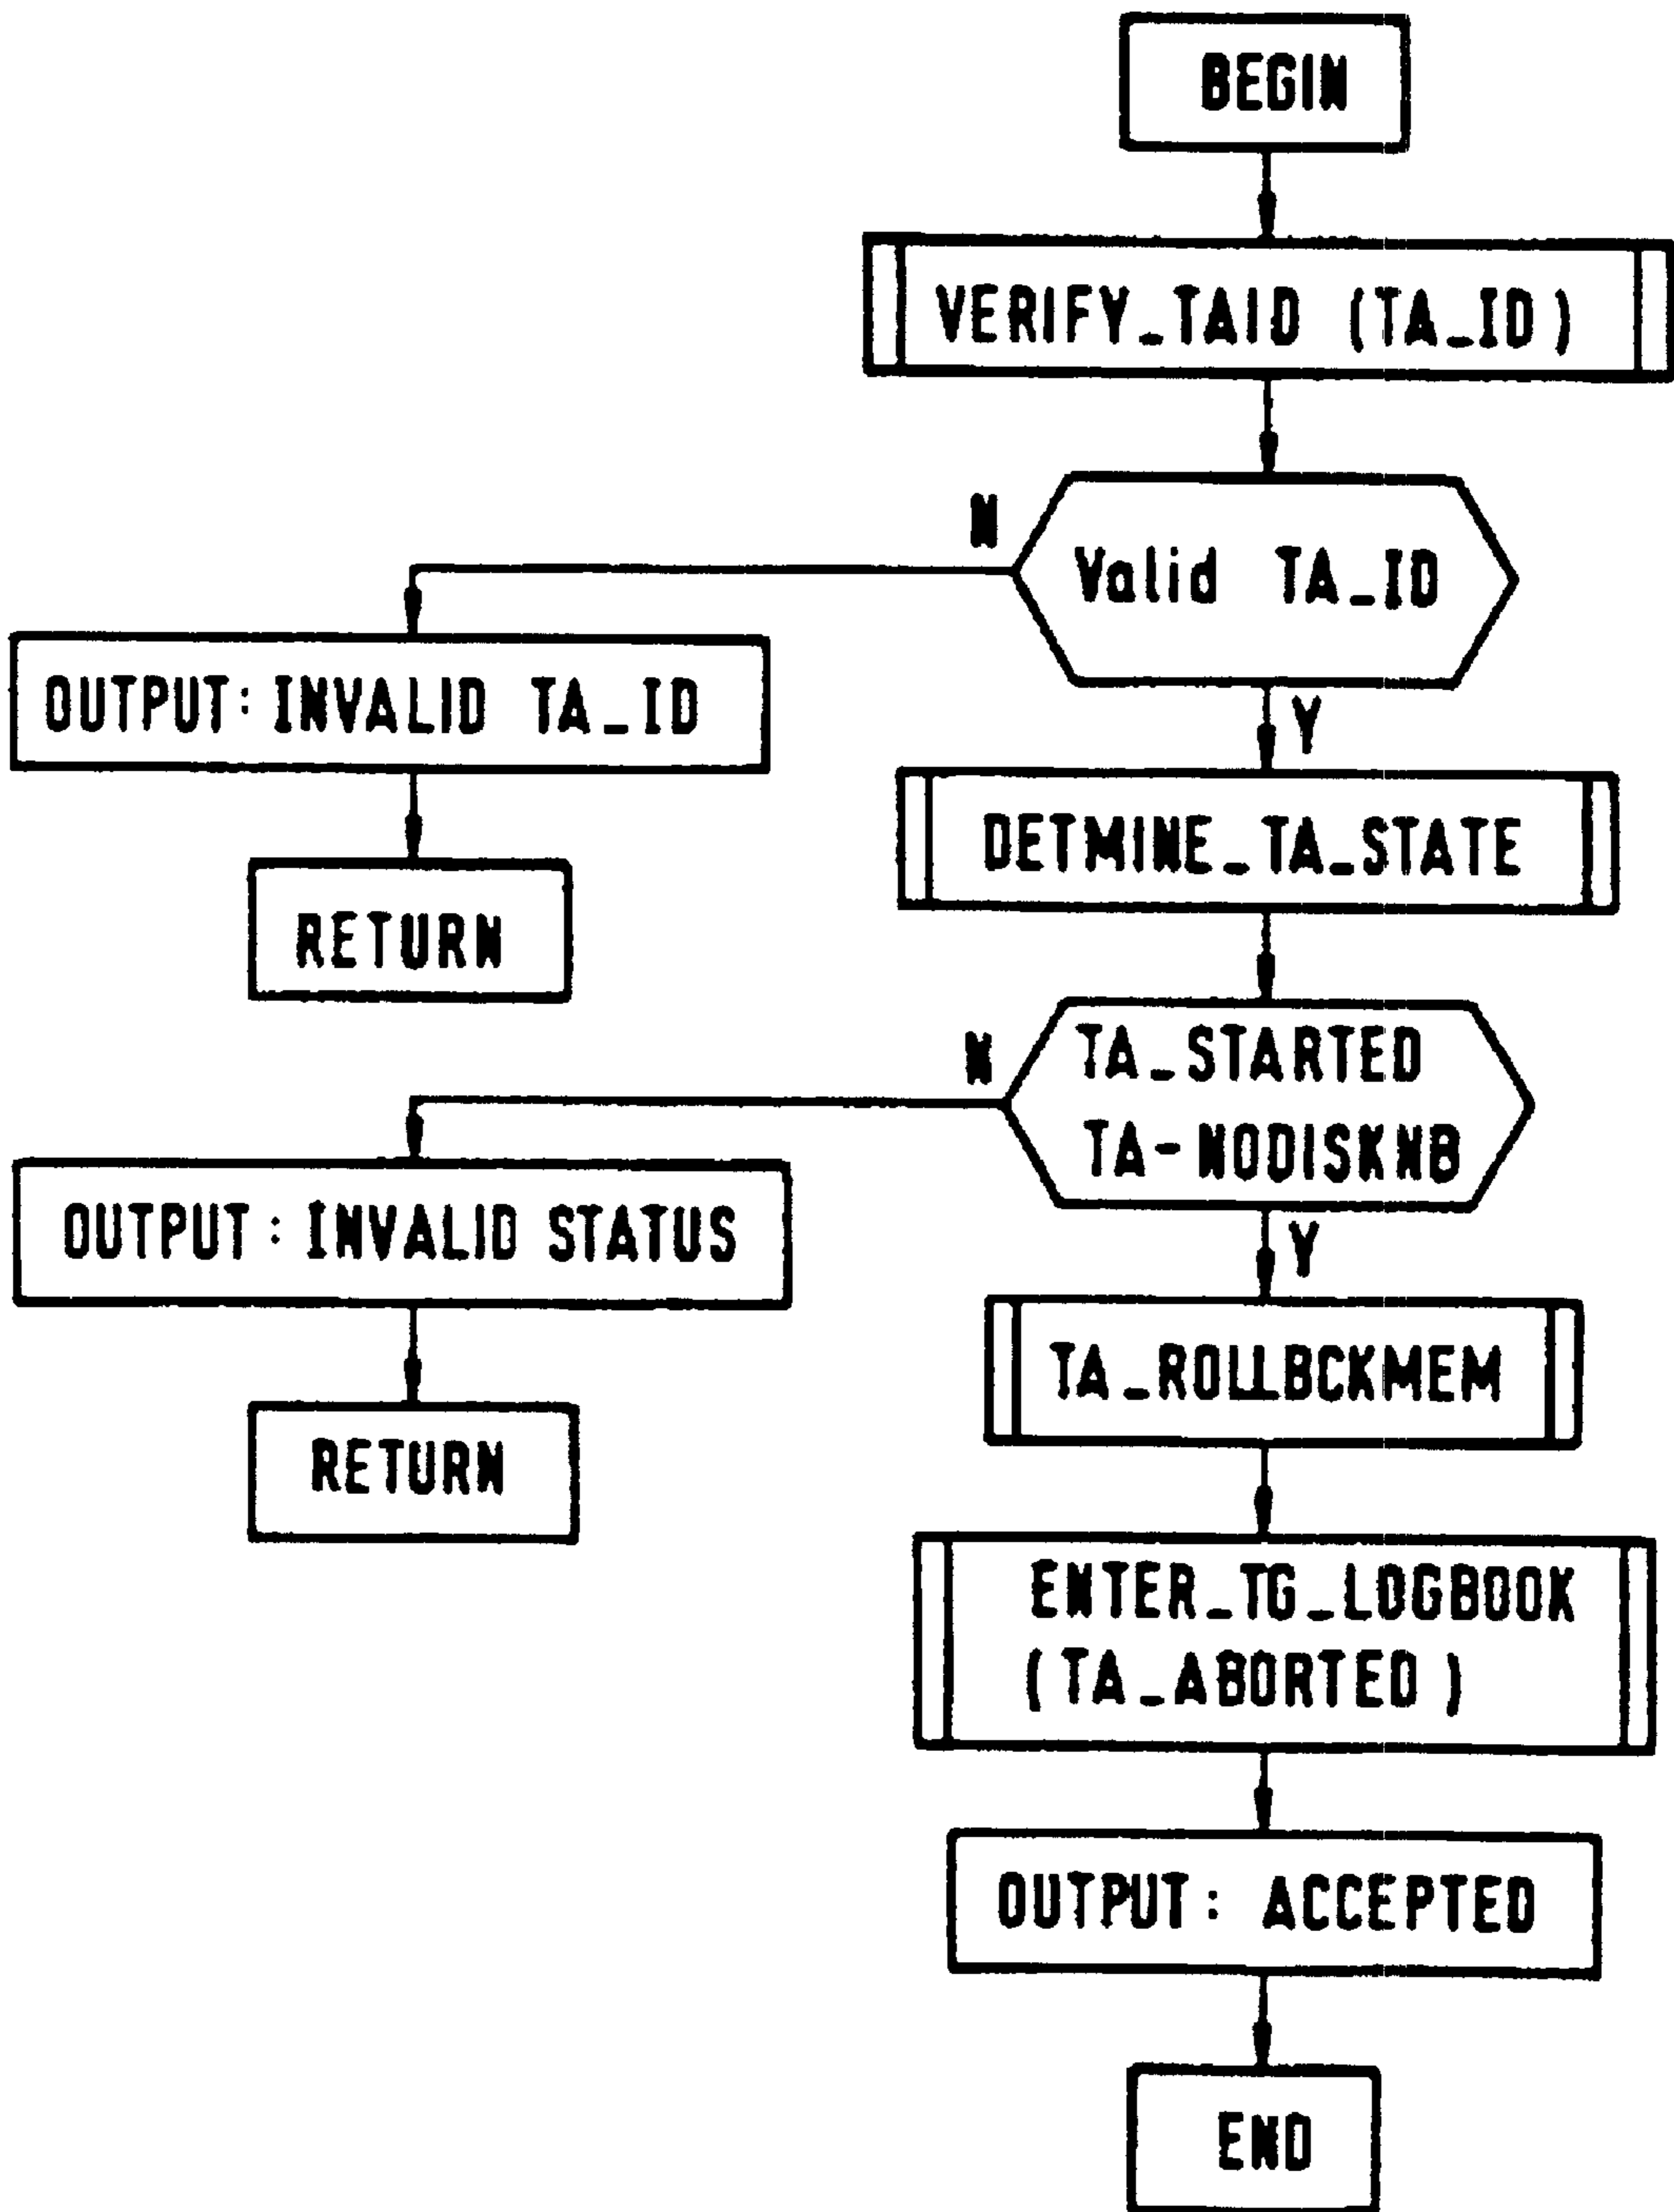 BEGIN
VERIFY_TAID (TA_ID)
Valid TA_ID
N
Y
OUTPUT: INVALID TA_ID
RETURN
DETMINE_TA_STATE
TA_STARTED
TA-NODISKNB
N
Y
OUTPUT: INVALID STATUS
RETURN
TA_ROLLBCKMEM
ENTER_TG_LOGBOOK
(TA_ABORTED)
OUTPUT: ACCEPTED
END